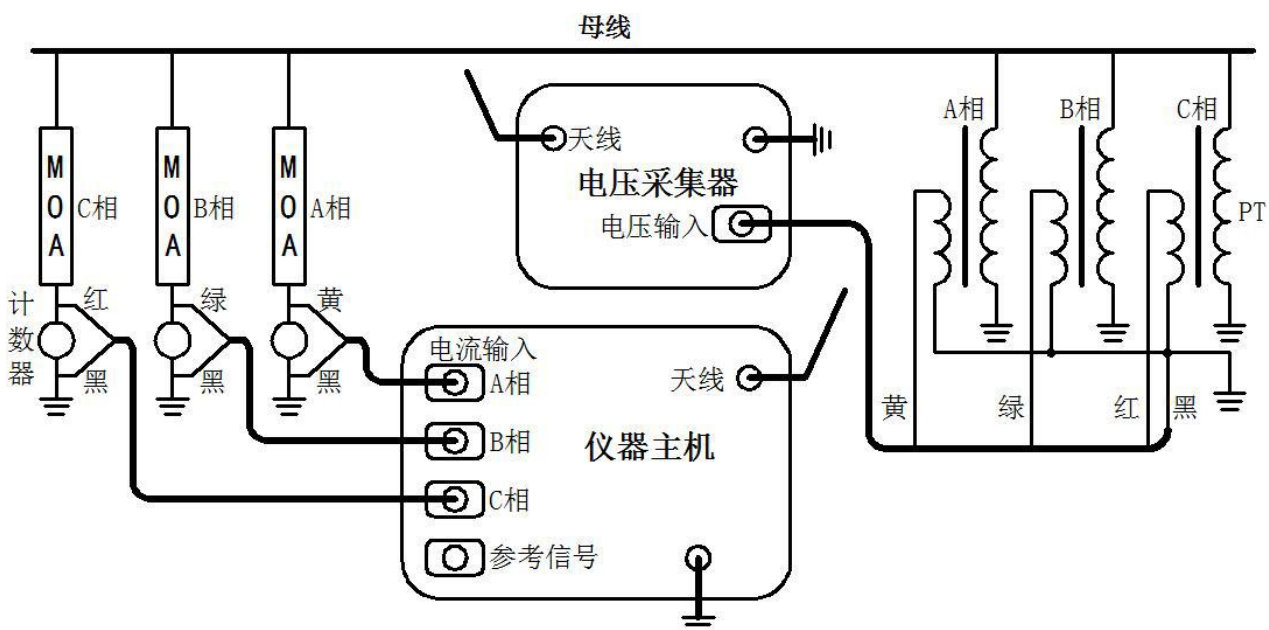 母线
A相
B相
C相
天线
电压采集器
电压输入
PT
MOA
C相
MOA
B相
MOA
A相
计数器
红
黑
绿
黑
黄
黑
电流输入
A相
B相
C相
参考信号
天线
仪器主机
黄
绿
红
黑